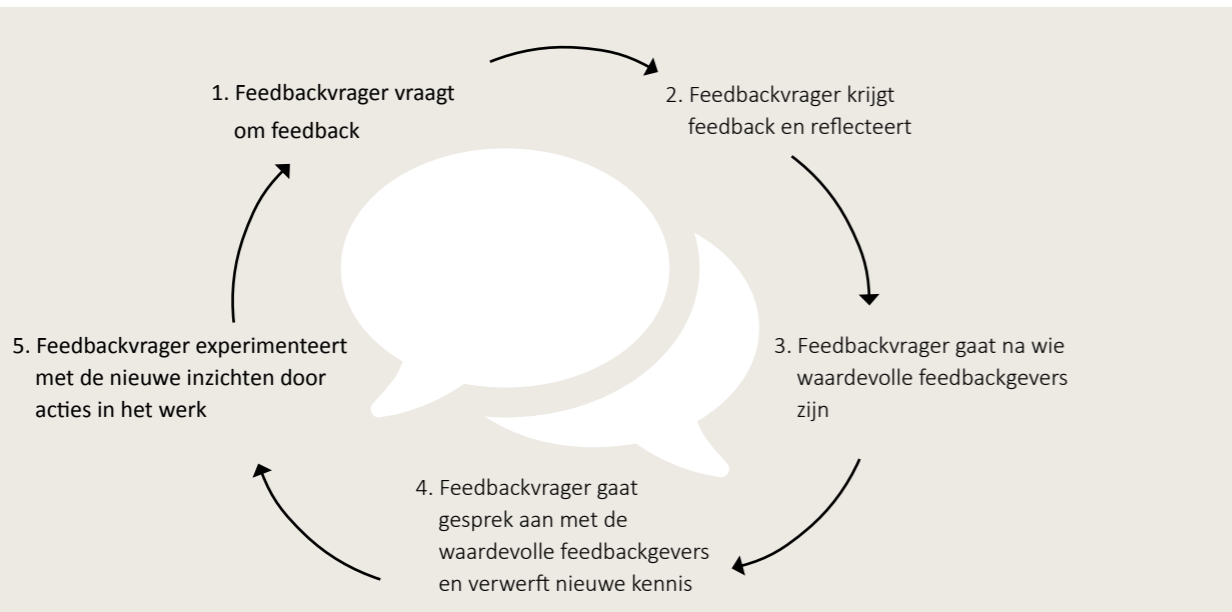 1. Feedbackvrager vraagt
om feedback
2. Feedbackvrager krijgt
feedback en reflecteert
3. Feedbackvrager gaat na wie
waardevolle feedbackgevers
zijn
4. Feedbackvrager gaat
gesprek aan met de
waardevolle feedbackgevers
en verwerft nieuwe kennis
5. Feedbackvrager experimenteert
met de nieuwe inzichten door
acties in het werk